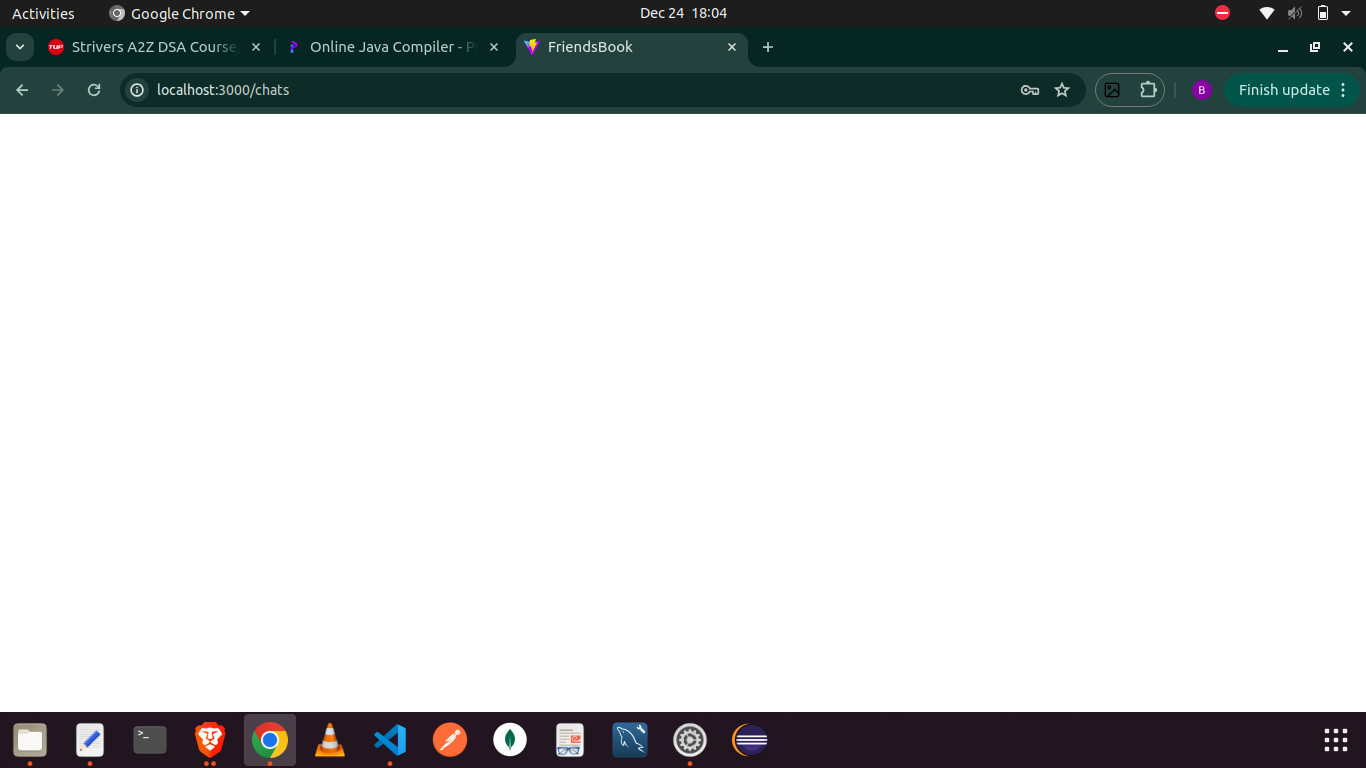 Activities Google Chrome Dec 24 18:04
TUF Strivers A2Z DSA Course Online Java Compiler - P FriendsBook
localhost:3000/chats B Finish update
>_